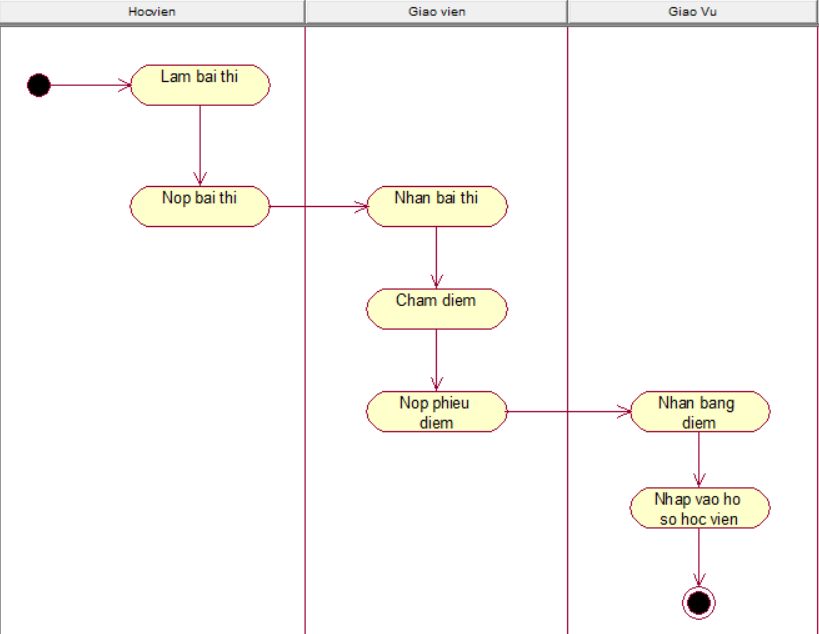 Hocvien
Giao vien
Giao Vu
Lam bai thi
Nop bai thi
Nhan bai thi
Cham diem
Nop phieu
diem
Nhan bang
diem
Nhap vao ho
so hoc vien